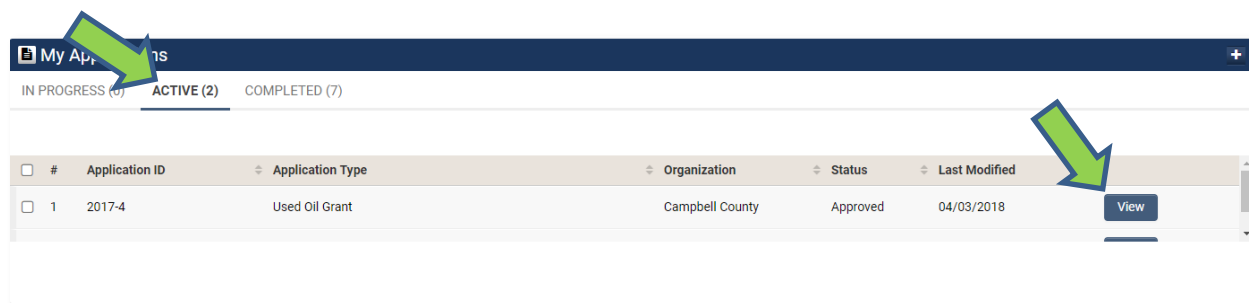 My
ns
IN PROGRESS ACTIVE (2) COMPLETED (7)
# Application ID Application Type Organization Status Last Modified
1 2017-4 Used Oil Grant Campbell County Approved 04/03/2018 View